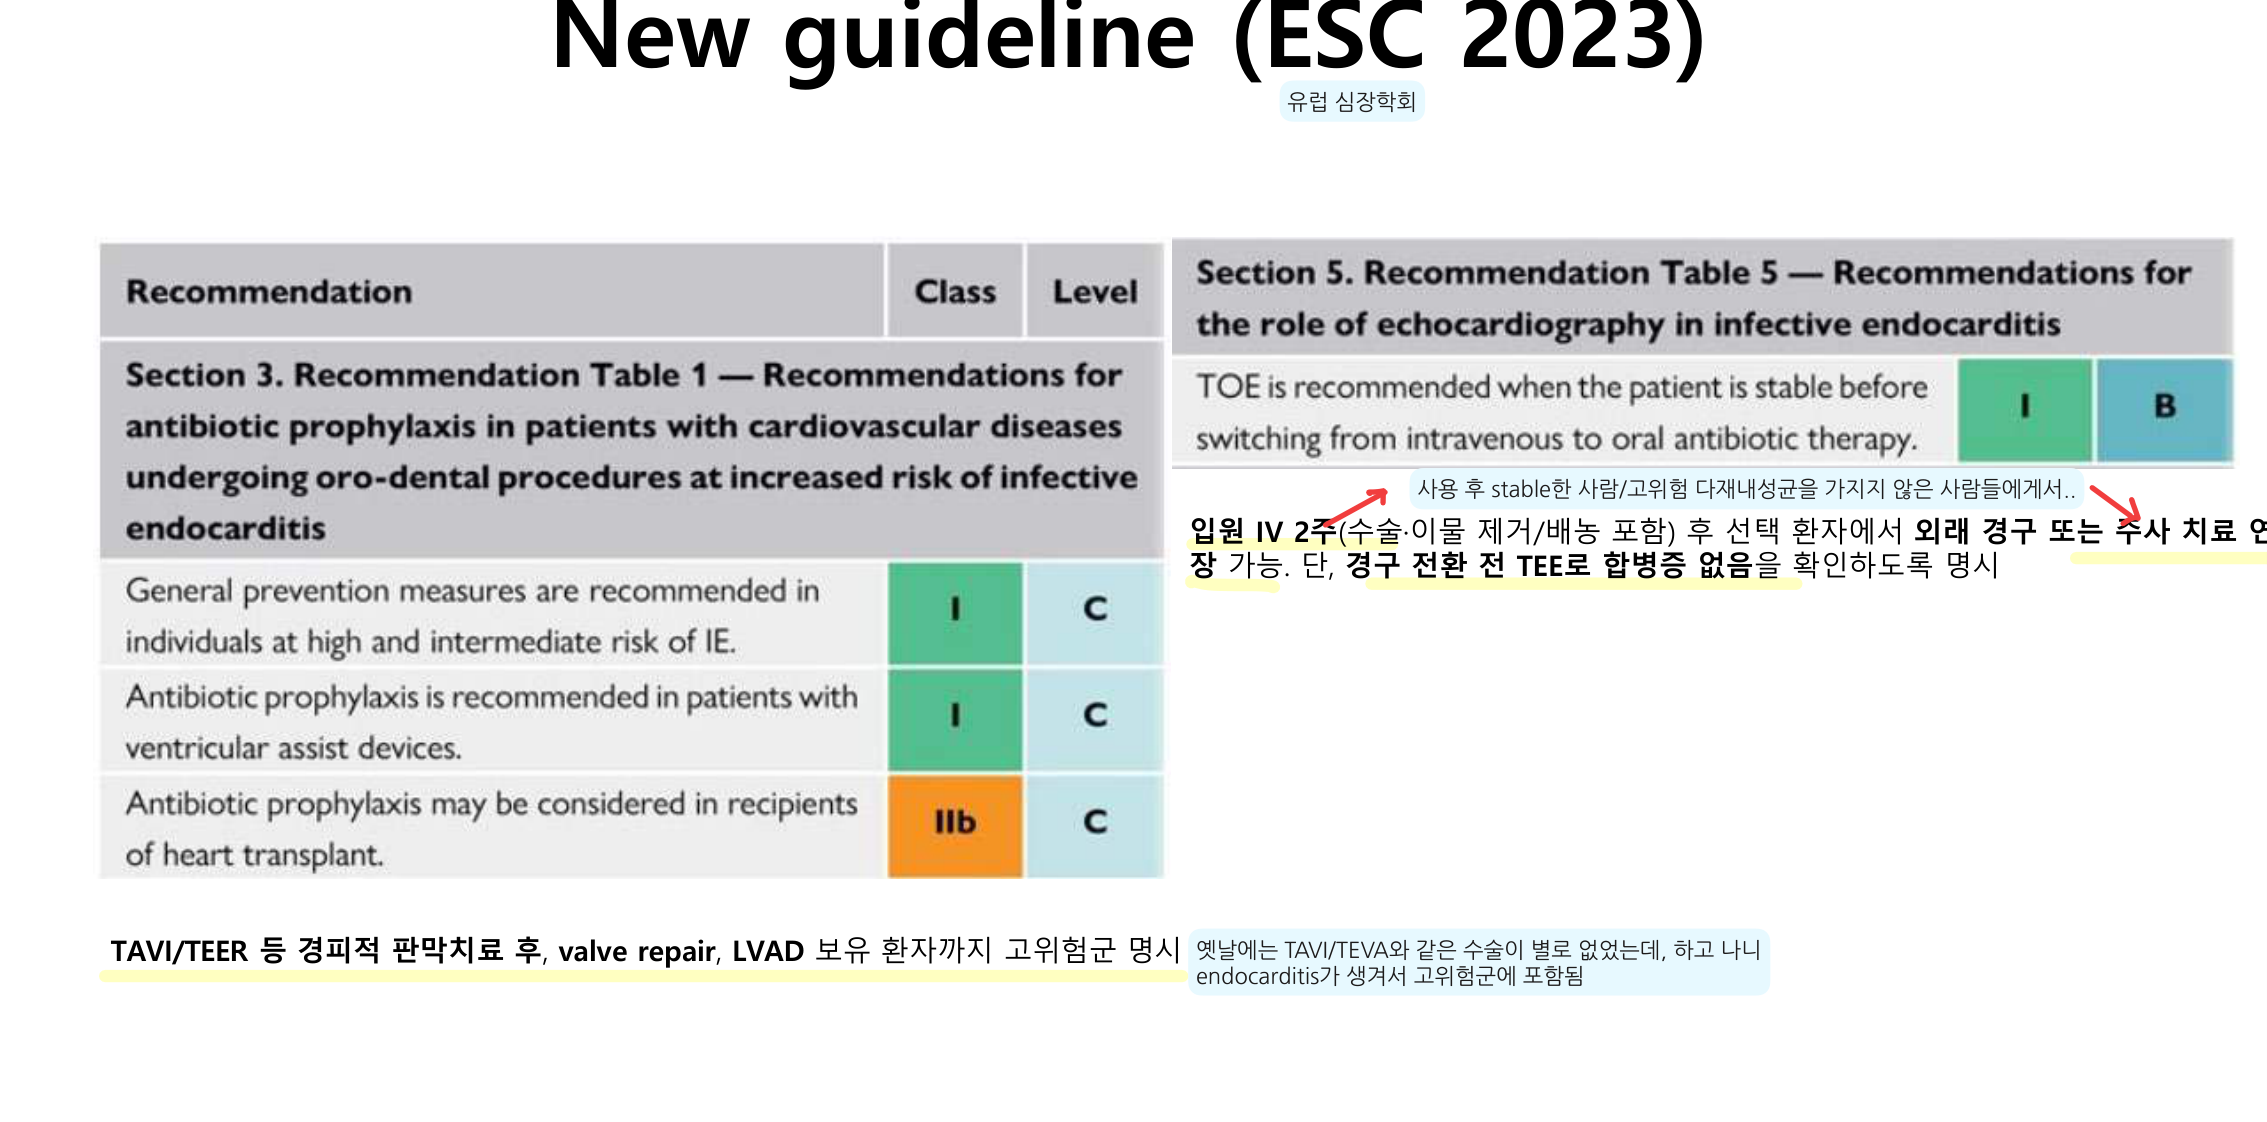 New guideline (ESC 2023)
유럽 심장학회
Recommendation Class Level
Section 3. Recommendation Table 1 — Recommendations for
antibiotic prophylaxis in patients with cardiovascular diseases
undergoing oro-dental procedures at increased risk of infective
endocarditis
General prevention measures are recommended in
individuals at high and intermediate risk of IE.
I C
Antibiotic prophylaxis is recommended in patients with
ventricular assist devices.
I C
Antibiotic prophylaxis may be considered in recipients
of heart transplant.
IIb C
TAVI/TEER 등 경피적 판막치료 후, valve repair, LVAD 보유 환자까지 고위험군 명시
옛날에는 TAVI/TEVA와 같은 수술이 별로 없었는데, 하고 나니
endocarditis가 생겨서 고위험군에 포함됨
Section 5. Recommendation Table 5 — Recommendations for
the role of echocardiography in infective endocarditis
TOE is recommended when the patient is stable before
switching from intravenous to oral antibiotic therapy.
I B
사용 후 stable한 사람/고위험 다재내성균을 가지지 않은 사람들에게서..
입원 IV 2주(수술·이물 제거/배농 포함) 후 선택 환자에서 외래 경구 또는 주사 치료 연
장 가능. 단, 경구 전환 전 TEE로 합병증 없음을 확인하도록 명시